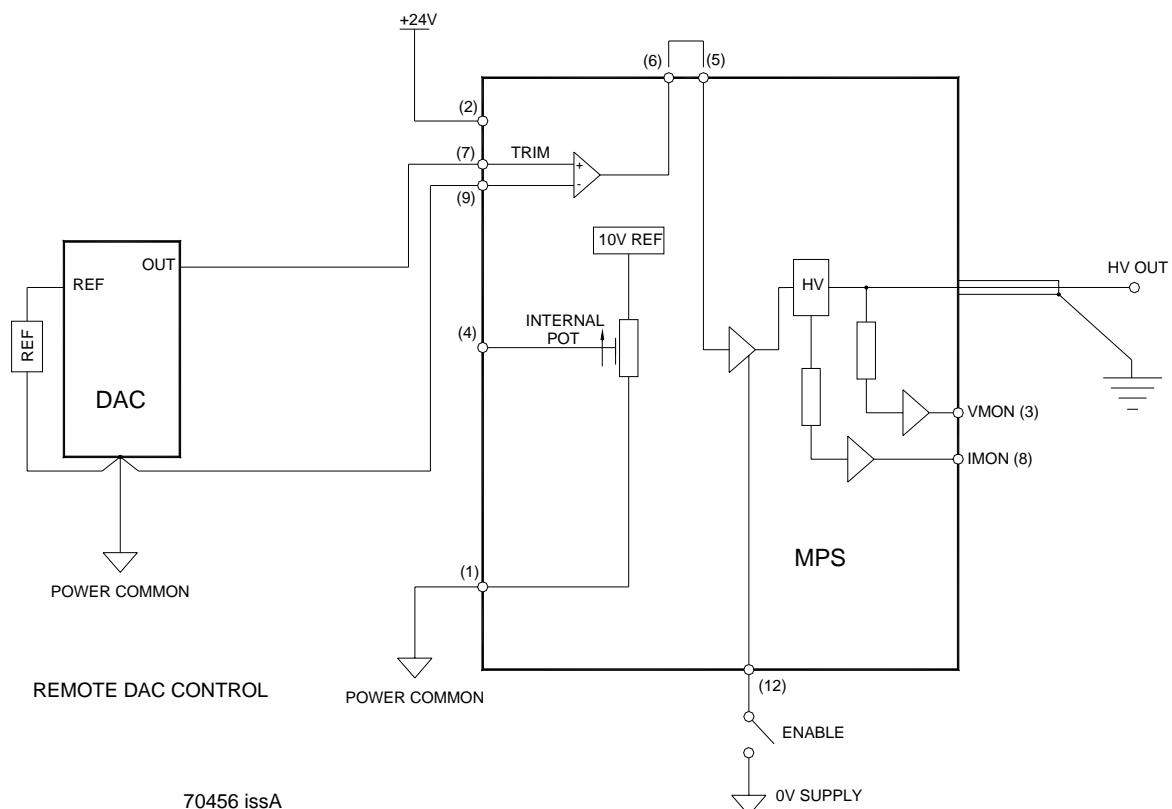 +24V
(6)
(5)
(2)
(7)
TRIM
+
-
(9)
10V REF
OUT
REF
HV OUT
HV
INTERNAL
POT
(4)
REF
DAC
VMON (3)
IMON (8)
MPS
(1)
POWER COMMON
POWER COMMON
REMOTE DAC CONTROL
(12)
ENABLE
0V SUPPLY
70456 issA